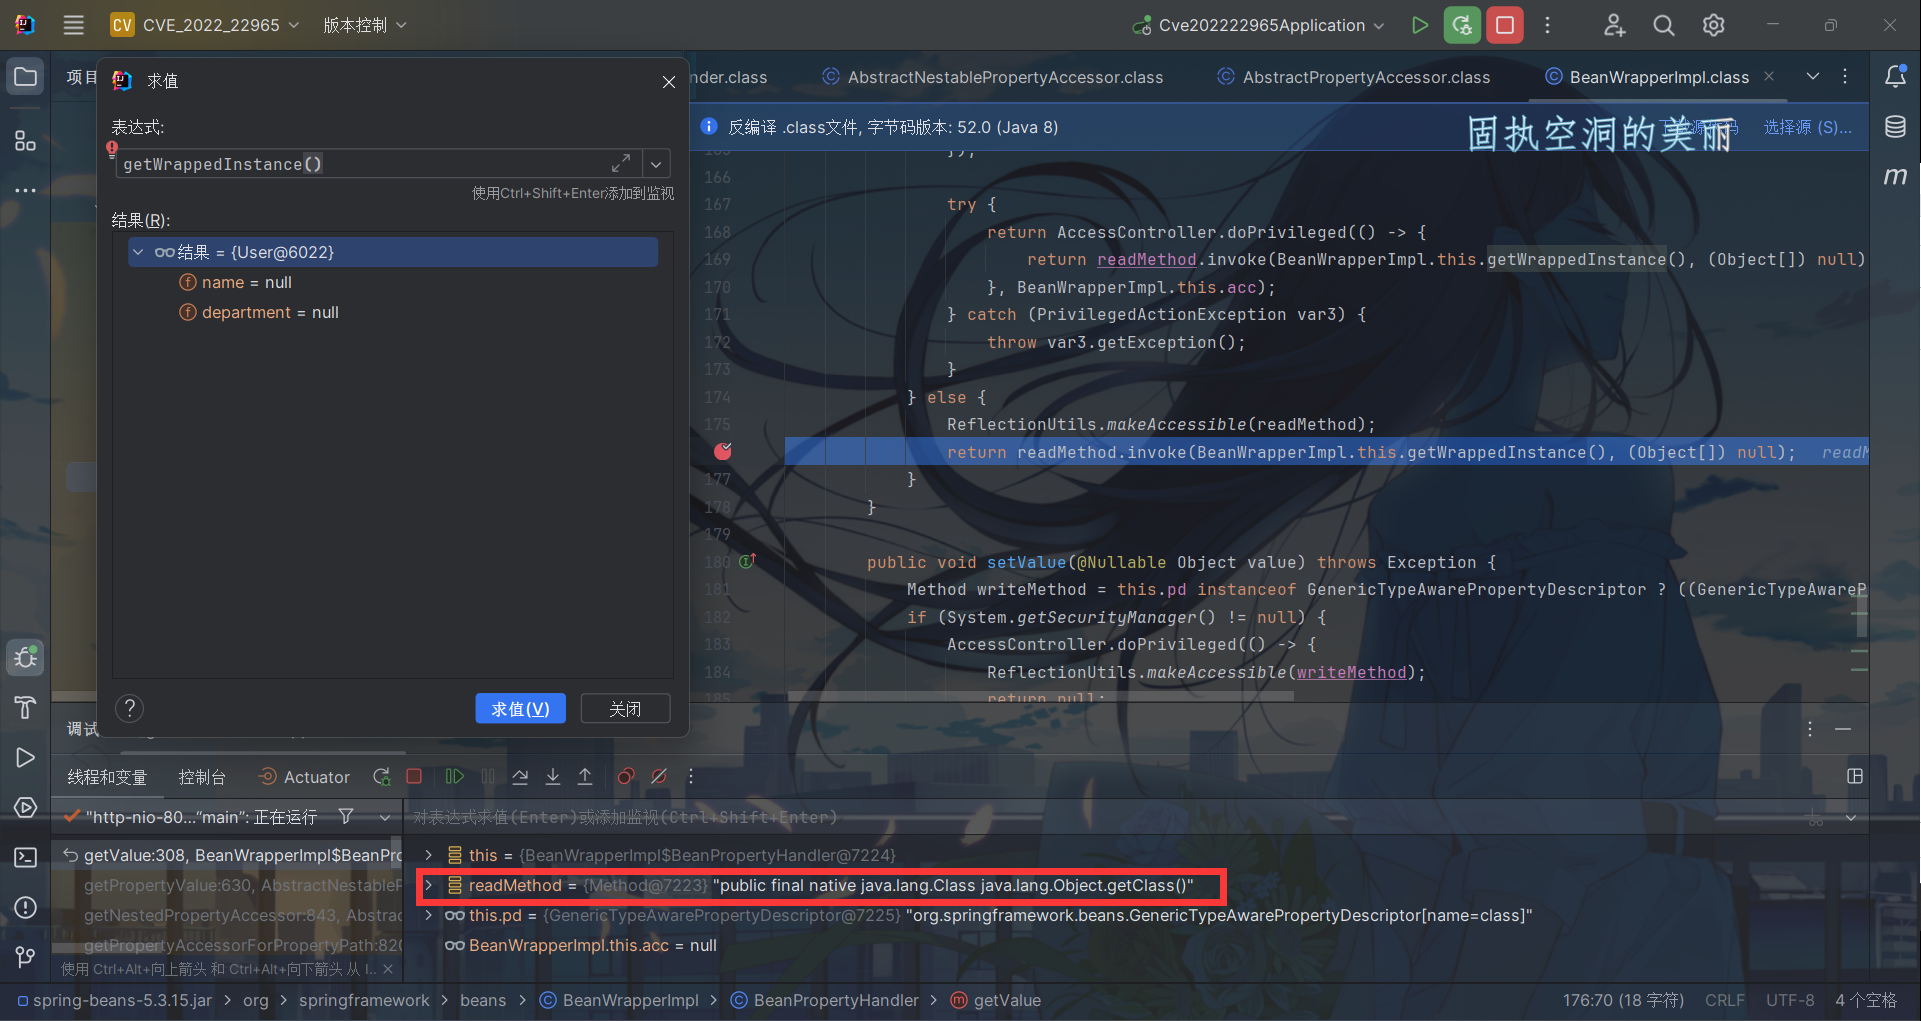 CV CVE_2022_22965 版本控制 Cve202222965Application
项目
求值
nder.class AbstractNestablePropertyAccessor.class AbstractPropertyAccessor.class BeanWrapperImpl.class
反编译 .class文件, 字节码版本: 52.0 (Java 8) 选择源 (S)...
固执空洞的美丽
表达式:
getWrappedInstance()
使用Ctrl+Shift+Enter添加到监视
结果(R):
结果 = {User@6022}
name = null
department = null
求值(V) 关闭
});
166
167 try {
168 return AccessController.doPrivileged(() -> {
169 return readMethod.invoke(BeanWrapperImpl.this.getWrappedInstance(), (Object[]) null)
170 }, BeanWrapperImpl.this.acc);
171 } catch (PrivilegedActionException var3) {
172 throw var3.getException();
173 }
174 } else {
175 ReflectionUtils.makeAccessible(readMethod);
return readMethod.invoke(BeanWrapperImpl.this.getWrappedInstance(), (Object[]) null); readM
177 }
178 }
179
180 public void setValue(@Nullable Object value) throws Exception {
181 Method writeMethod = this.pd instanceof GenericTypeAwarePropertyDescriptor ? ((GenericTypeAwareP
182 if (System.getSecurityManager() != null) {
183 AccessController.doPrivileged(() -> {
184 ReflectionUtils.makeAccessible(writeMethod);
185 return null;
调试
线程和变量 控制台 Actuator
"http-nio-80..."main": 正在运行
对表达式求值(Enter)或添加监视(Ctrl+Shift+Enter)
getValue:308, BeanWrapperImpl$BeanPro
getPropertyValue:630, AbstractNestableP
getNestedPropertyAccessor:843, Abstrac
getPropertyAccessorForPropertyPath:820
使用 Ctrl+Alt+向上箭头 和 Ctrl+Alt+向下箭头 从 I...
this = {BeanWrapperImpl$BeanPropertyHandler@7224}
readMethod = {Method@7223} "public final native java.lang.Class java.lang.Object.getClass()"
this.pd = {GenericTypeAwarePropertyDescriptor@7225} "org.springframework.beans.GenericTypeAwarePropertyDescriptor[name=class]"
BeanWrapperImpl.this.acc = null
spring-beans-5.3.15.jar > org > springframework > beans > BeanWrapperImpl > BeanPropertyHandler > getValue 176:70 (18 字符) CRLF UTF-8 4 个空格